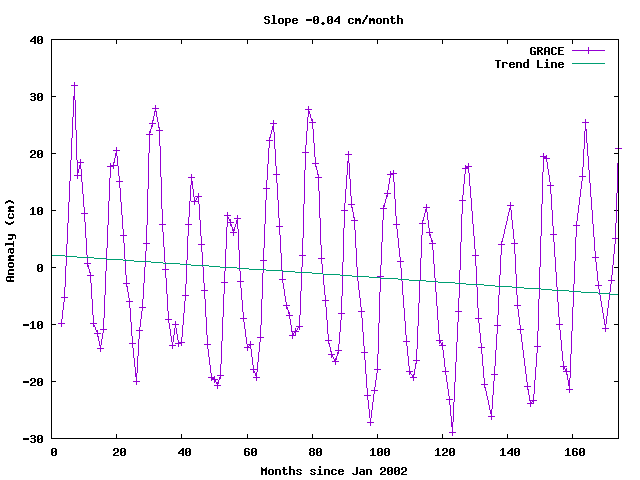 Slope -0.04 cm/month
GRACE
Trend Line
40
30
20
10
0
-10
-20
-30
Anomaly (cm)
0 20 40 60 80 100 120 140 160
Months since Jan 2002